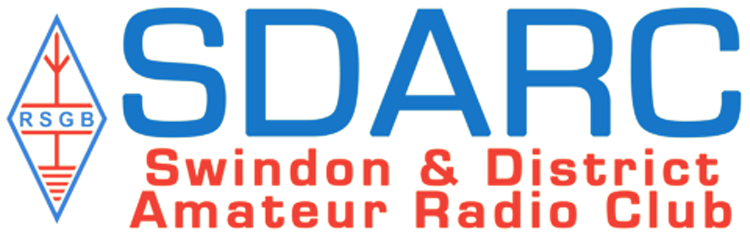 RSGB
SDARC
Swindon & District
Amateur Radio Club